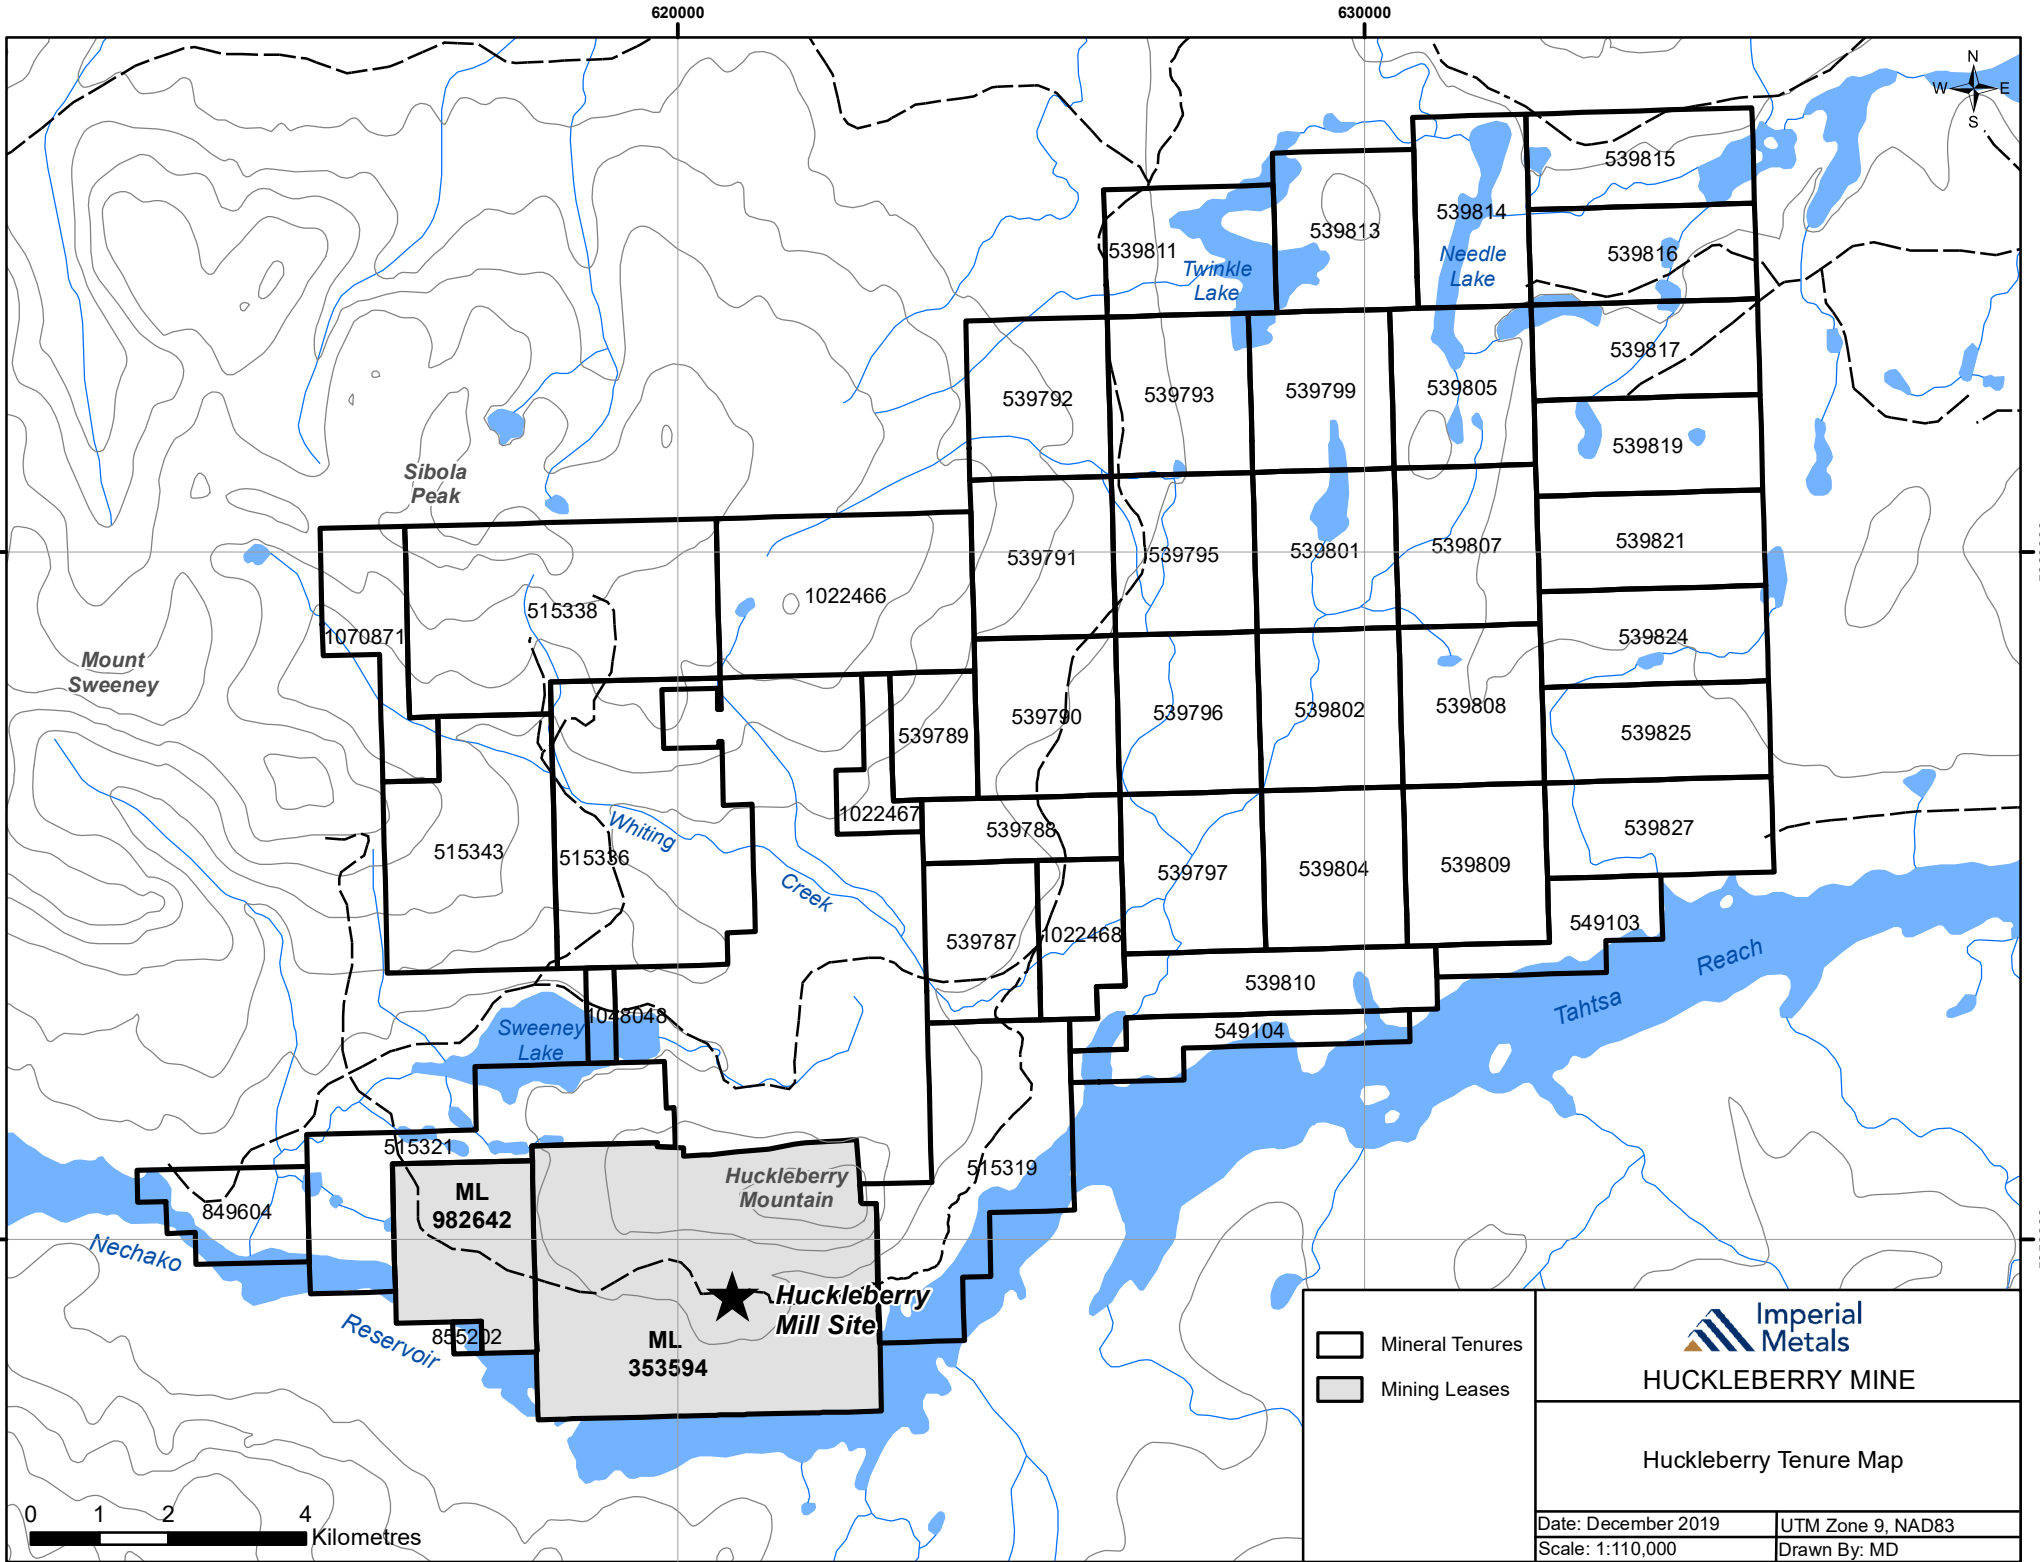 620000
630000
N
W
E
S
539815
539814
539813
539811
539816
Twinkle
Lake
Needle
Lake
539817
539792
539793
539799
539805
539819
Sibola
Peak
539821
539791
539795
539801
539807
1022466
515338
1070871
539824
Mount
Sweeney
539789
539790
539796
539802
539808
539825
1022467
539788
539827
Whiting
515343
515336
Creek
539797
539804
539809
539787
1022468
549103
Reach
539810
Tahtsa
1048048
549104
Sweeney
Lake
515321
515319
Huckleberry
Mountain
ML
982642
849604
Nechako
Reservoir
Huckleberry
Mill Site
855202
ML
353594
Mineral Tenures
Mining Leases
Imperial
Metals
HUCKLEBERRY MINE
Huckleberry Tenure Map
Date: December 2019
UTM Zone 9, NAD83
Scale: 1:110,000
Drawn By: MD
0 1 2 4
Kilometres